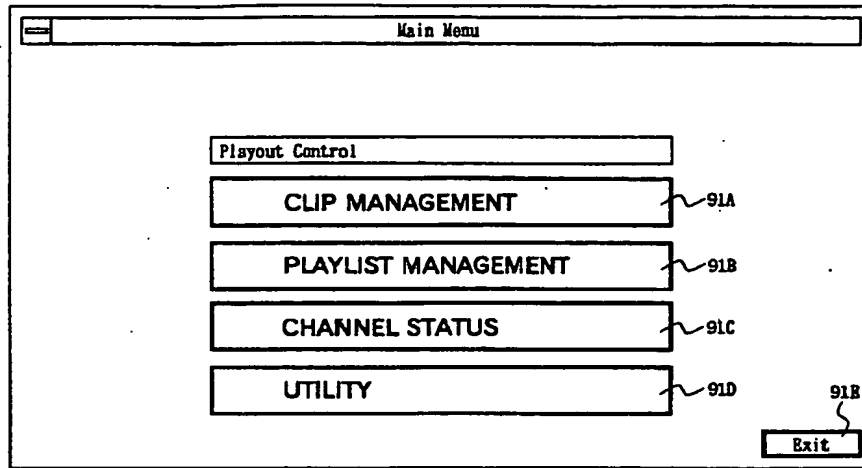 Main Menu
Playout Control
CLIP MANAGEMENT
91A
PLAYLIST MANAGEMENT
91B
CHANNEL STATUS
91C
UTILITY
91D
91E
Exit